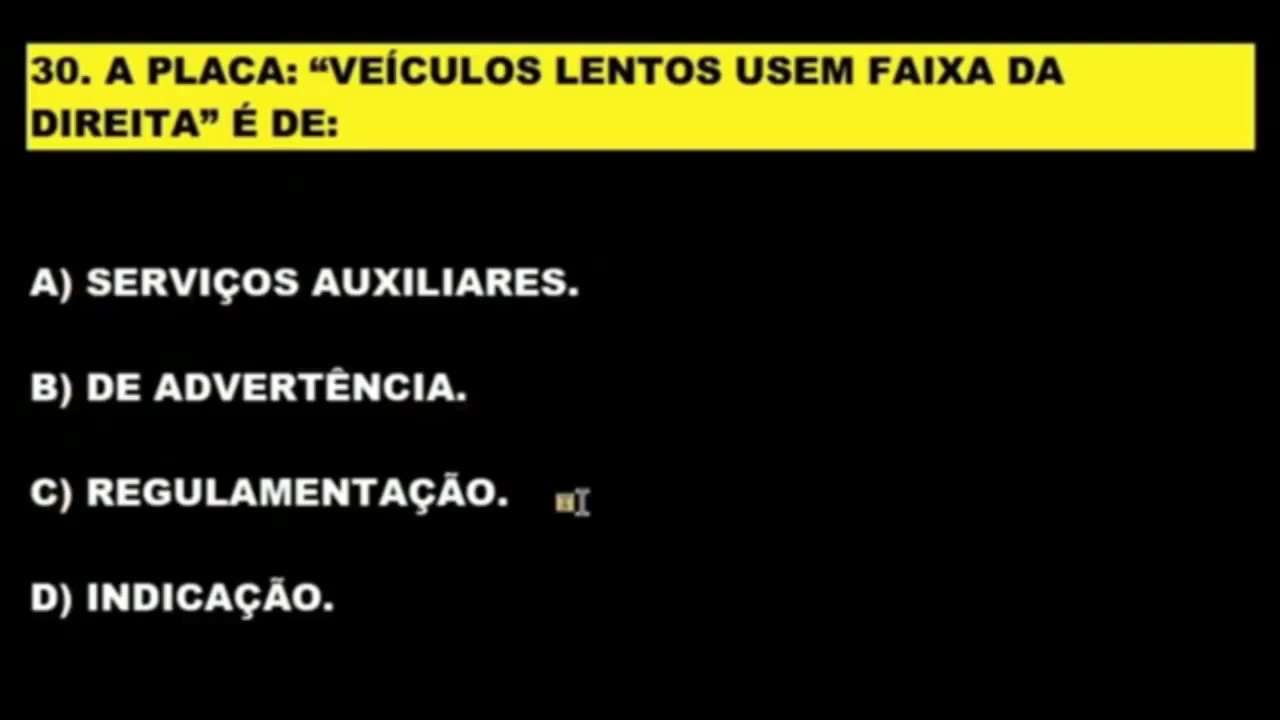 30. A PLACA: “VEÍCULOS LENTOS USEM FAIXA DA
DIREITA” É DE:
A) SERVIÇOS AUXILIARES.
B) DE ADVERTÊNCIA.
C) REGULAMENTAÇÃO.
D) INDICAÇÃO.